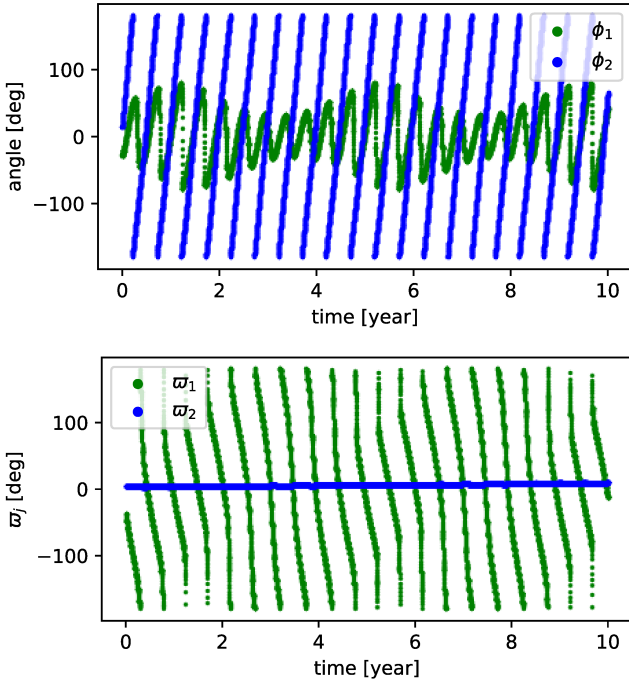 ϕ₁
ϕ₂
angle [deg]
100
0
−100
0 2 4 6 8 10
time [year]
ϖ₁
ϖ₂
ϖⱼ [deg]
100
0
−100
0 2 4 6 8 10
time [year]